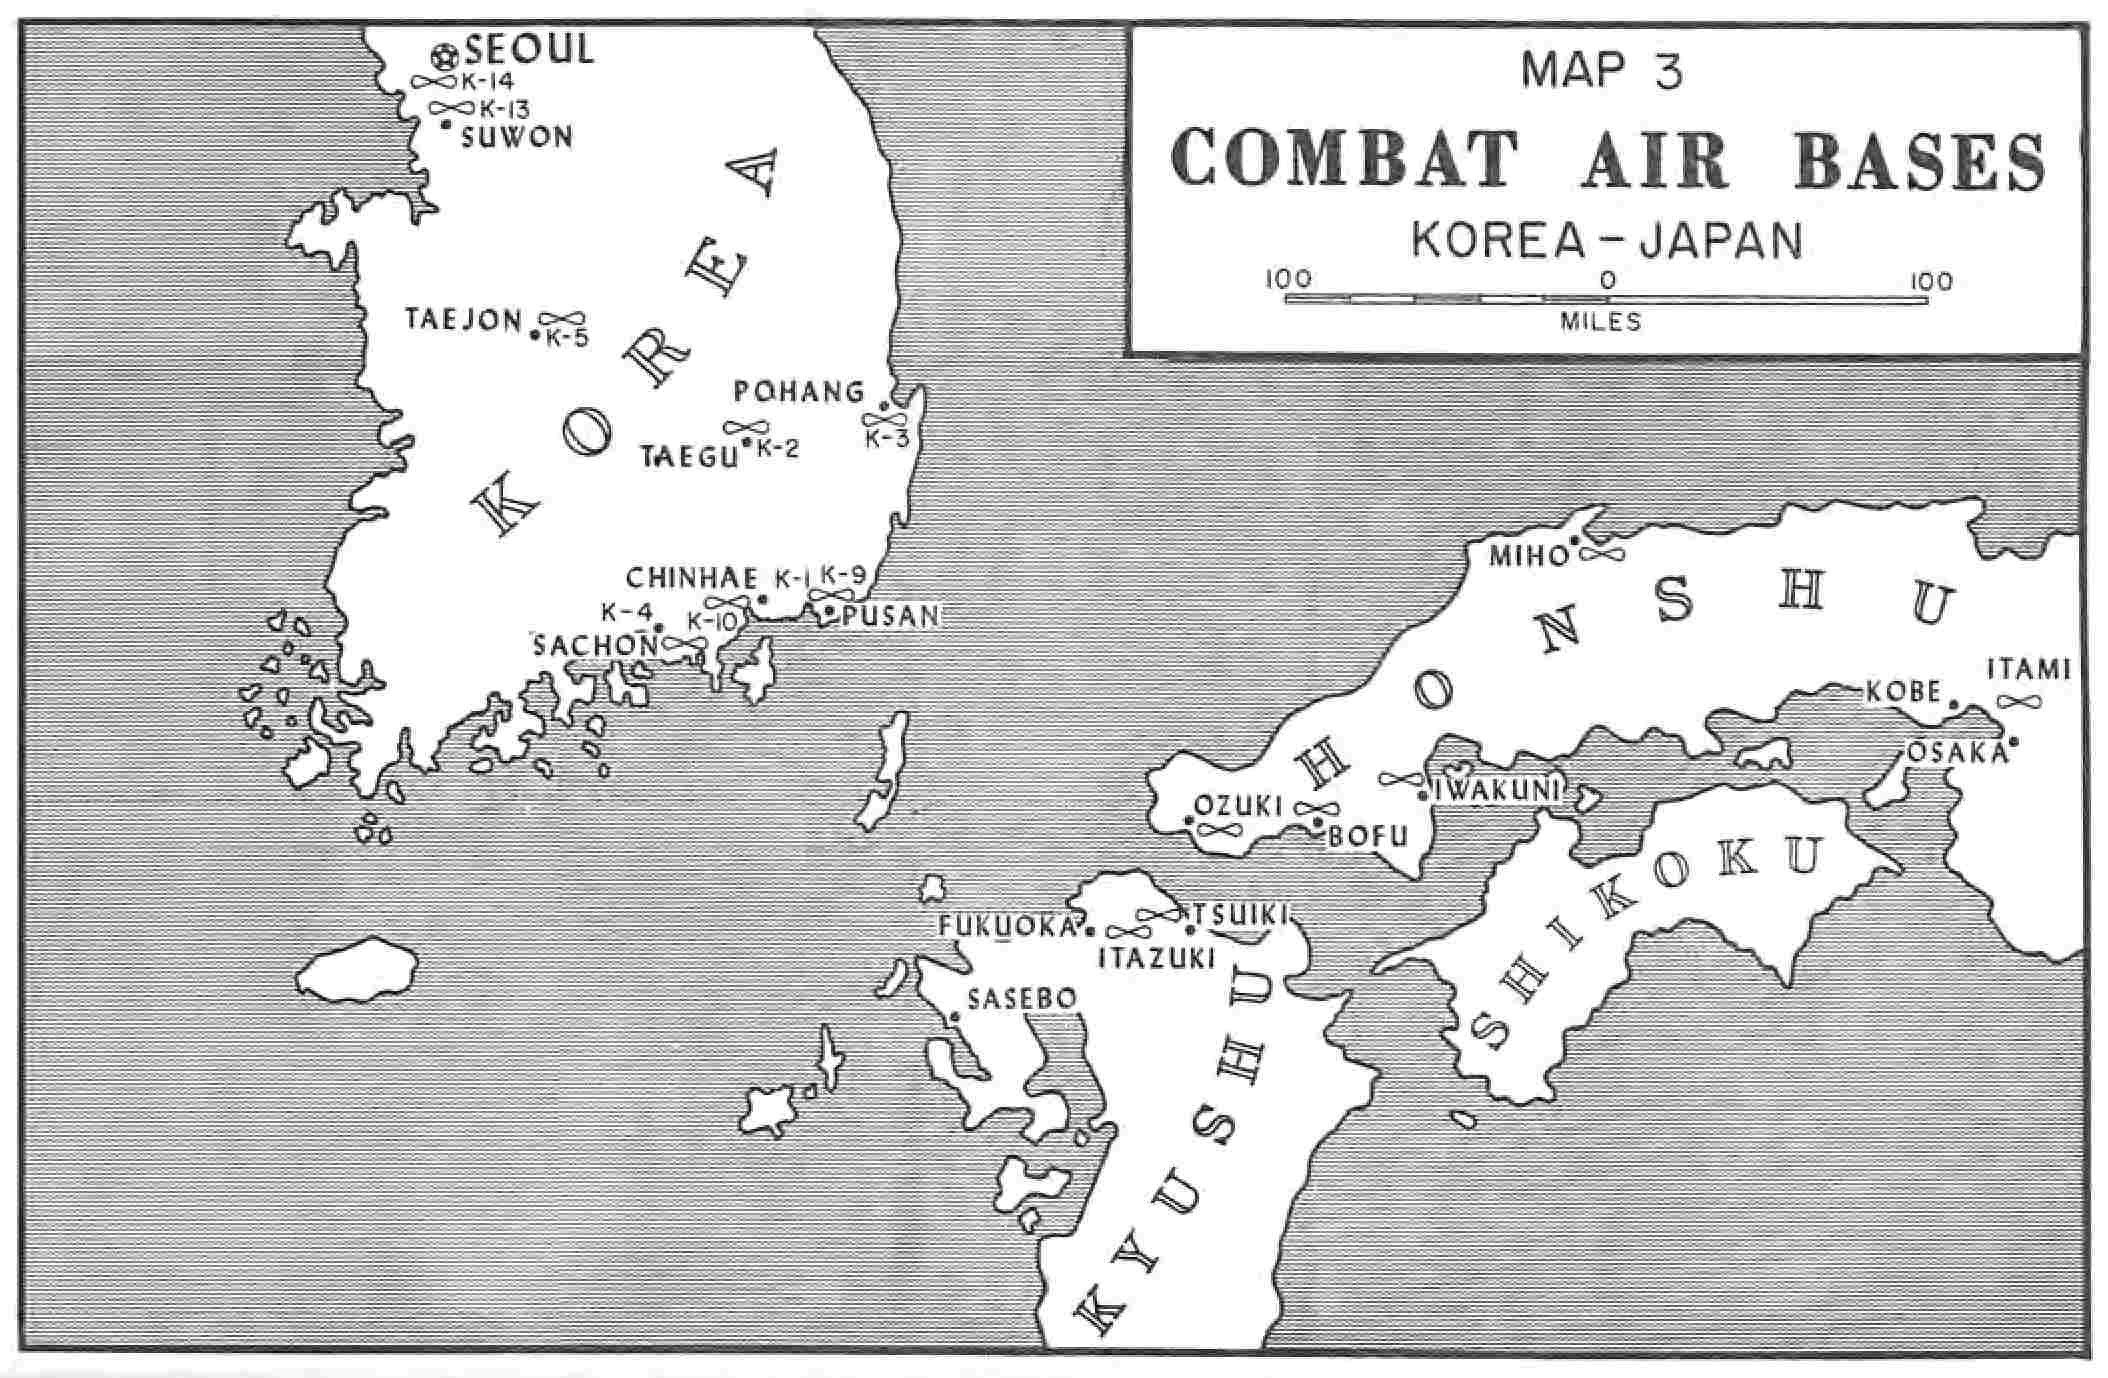 MAP 3
COMBAT AIR BASES
KOREA – JAPAN
100 0 100
MILES
SEOUL
K-14
K-13
SUWON
KOREA
TAEJON
K-5
POHANG
K-3
TAEGU
K-2
CHINHAE
K-1
K-9
K-10
PUSAN
K-4
SACHON
MIHO
HONSHU
ITAMI
KOBE
OSAKA
IWAKUNI
OZUKI
BOFU
SHIKOKU
FUKUOKA
TSUIKI
ITAZUKI
SASEBO
KYUSHU